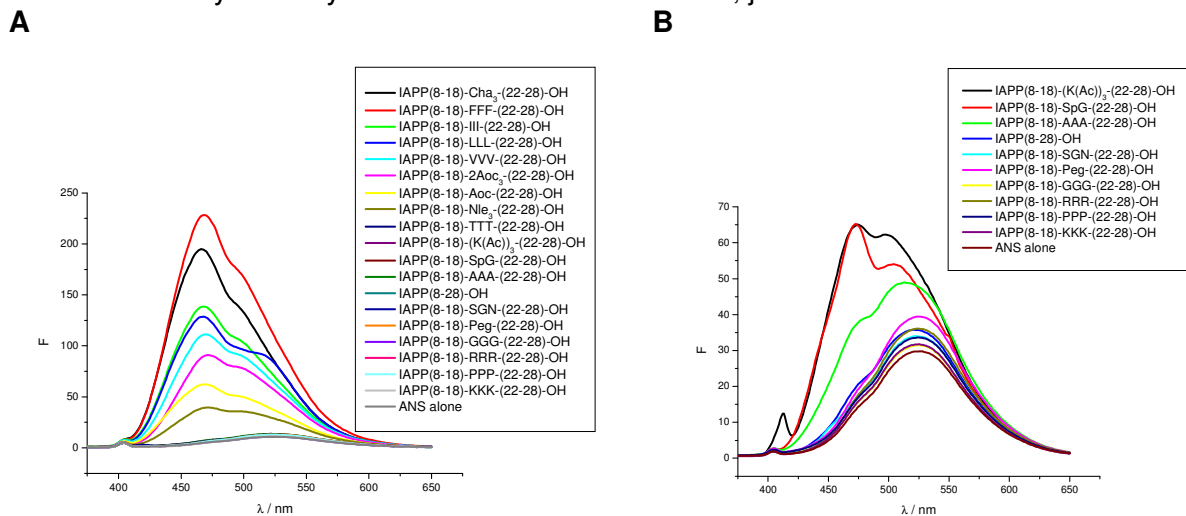 A
B
IAPP(8-18)-Cha3-(22-28)-OH
IAPP(8-18)-FFF-(22-28)-OH
IAPP(8-18)-III-(22-28)-OH
IAPP(8-18)-LLL-(22-28)-OH
IAPP(8-18)-VVV-(22-28)-OH
IAPP(8-18)-2Aoc3-(22-28)-OH
IAPP(8-18)-Aoc-(22-28)-OH
IAPP(8-18)-Nle3-(22-28)-OH
IAPP(8-18)-TTT-(22-28)-OH
IAPP(8-18)-(K(Ac))3-(22-28)-OH
IAPP(8-18)-SpG-(22-28)-OH
IAPP(8-18)-AAA-(22-28)-OH
IAPP(8-28)-OH
IAPP(8-18)-SGN-(22-28)-OH
IAPP(8-18)-Peg-(22-28)-OH
IAPP(8-18)-GGG-(22-28)-OH
IAPP(8-18)-RRR-(22-28)-OH
IAPP(8-18)-PPP-(22-28)-OH
IAPP(8-18)-KKK-(22-28)-OH
ANS alone
250
200
150
100
50
0
F
400 450 500 550 600 650
λ / nm
IAPP(8-18)-(K(Ac))3-(22-28)-OH
IAPP(8-18)-SpG-(22-28)-OH
IAPP(8-18)-AAA-(22-28)-OH
IAPP(8-28)-OH
IAPP(8-18)-SGN-(22-28)-OH
IAPP(8-18)-Peg-(22-28)-OH
IAPP(8-18)-GGG-(22-28)-OH
IAPP(8-18)-RRR-(22-28)-OH
IAPP(8-18)-PPP-(22-28)-OH
IAPP(8-18)-KKK-(22-28)-OH
ANS alone
70
60
50
40
30
20
10
0
F
400 450 500 550 600 650
λ / nm